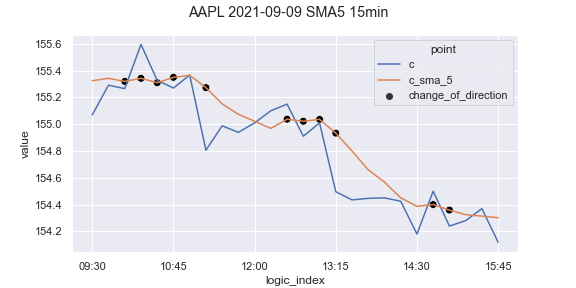 AAPL 2021-09-09 SMA5 15min
point
c
c_sma_5
change_of_direction
155.6
155.4
155.2
155.0
154.8
154.6
154.4
154.2
value
09:30 10:45 12:00 13:15 14:30 15:45
logic_index